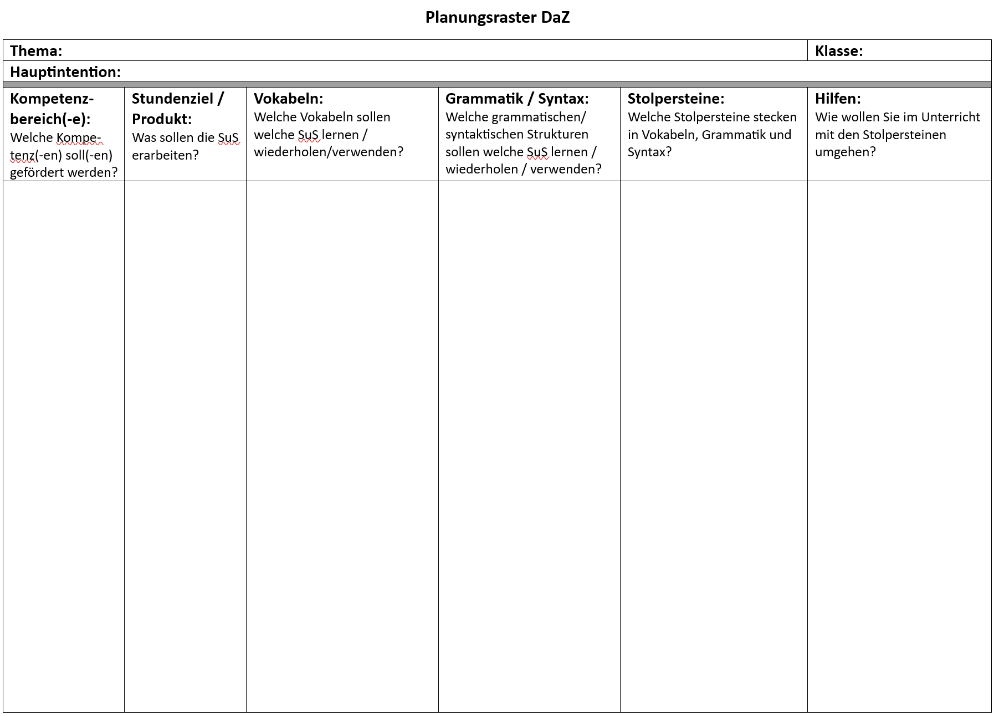 Planungsraster DaZ
Thema:
Klasse:
Hauptintention:
Kompetenz-
bereich(-e):
Welche Kompe-
tenz(-en) soll(-en)
gefördert werden?
Stundenziel /
Produkt:
Was sollen die SuS
erarbeiten?
Vokabeln:
Welche Vokabeln sollen
welche SuS lernen /
wiederholen/verwenden?
Grammatik / Syntax:
Welche grammatischen/
syntaktischen Strukturen
sollen welche SuS lernen /
wiederholen / verwenden?
Stolpersteine:
Welche Stolpersteine stecken
in Vokabeln, Grammatik und
Syntax?
Hilfen:
Wie wollen Sie im Unterricht
mit den Stolpersteinen
umgehen?